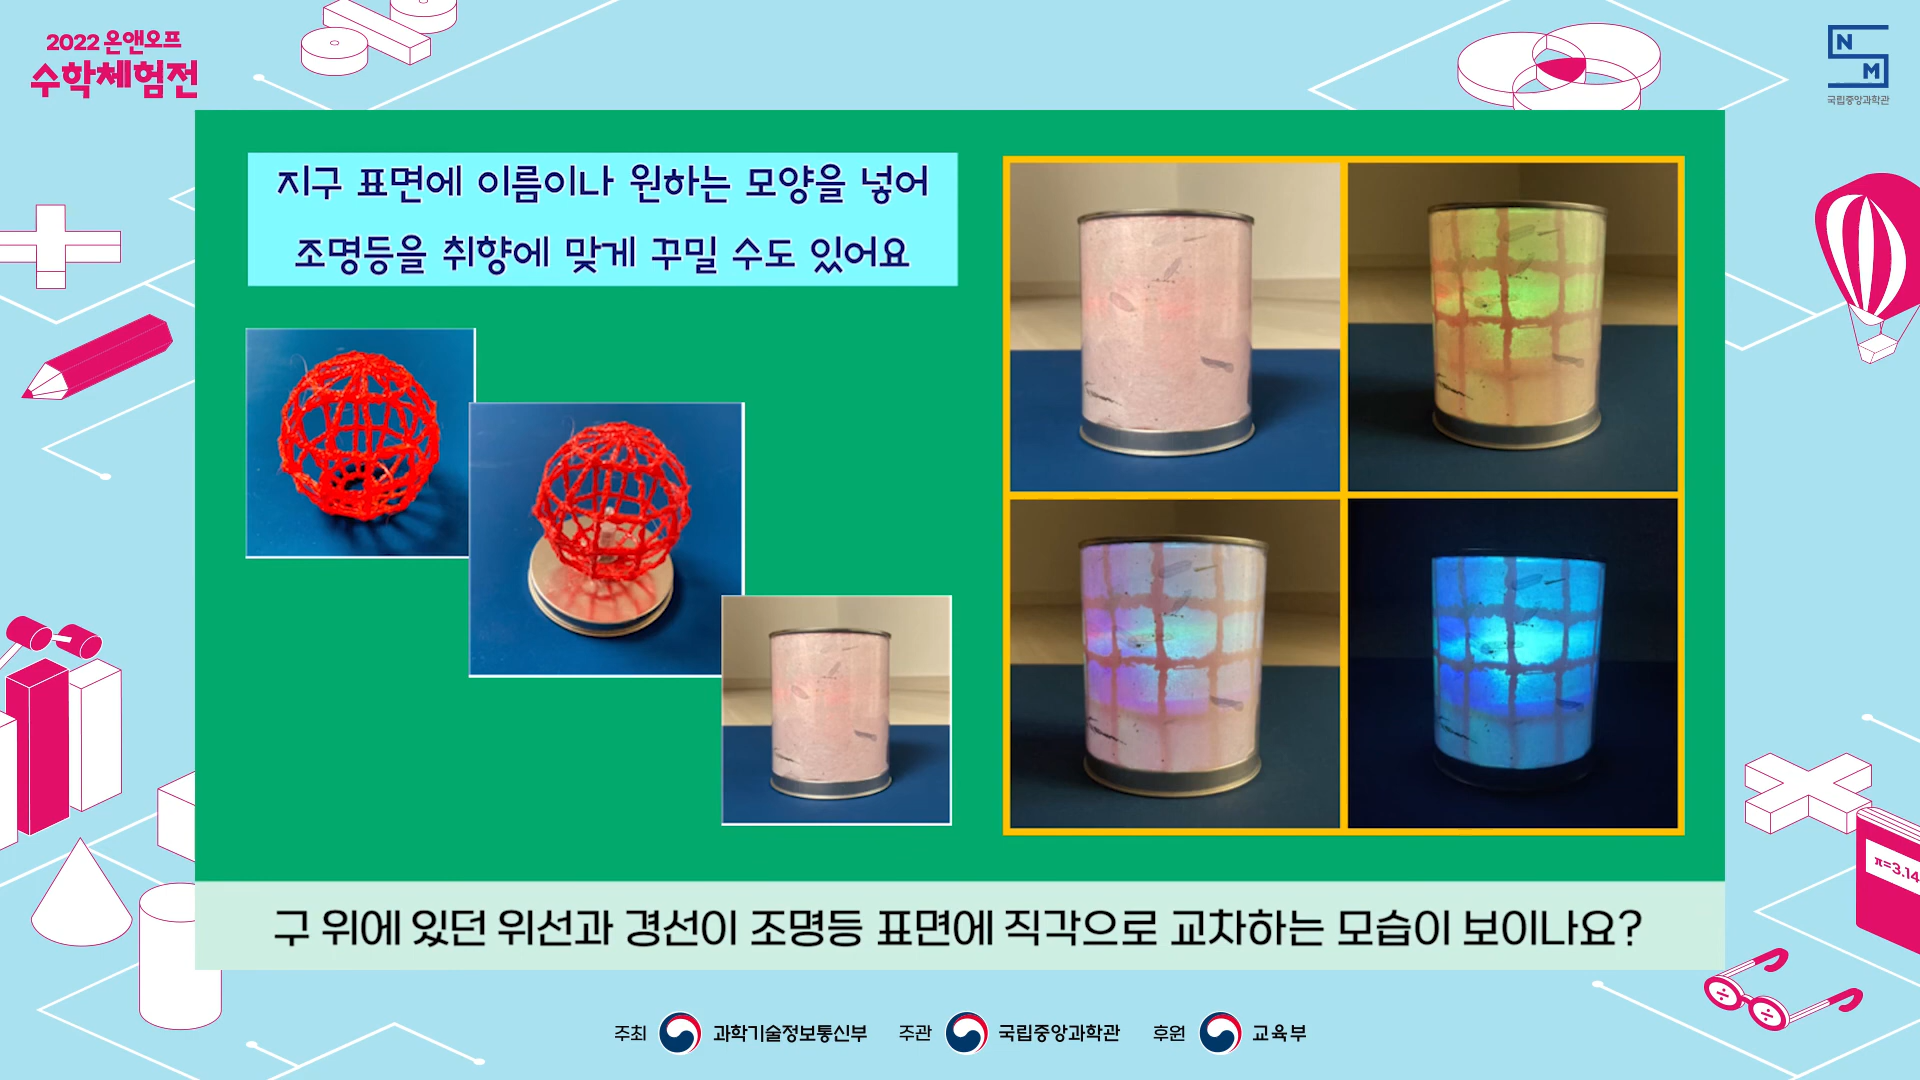 2022 온앤오프
수학체험전
N
M
국립중앙과학관
지구 표면에 이름이나 원하는 모양을 넣어
조명등을 취향에 맞게 꾸밀 수도 있어요
π=3.14
구 위에 있던 위선과 경선이 조명등 표면에 직각으로 교차하는 모습이 보이나요?
주최 과학기술정보통신부 주관 국립중앙과학관 후원 교육부